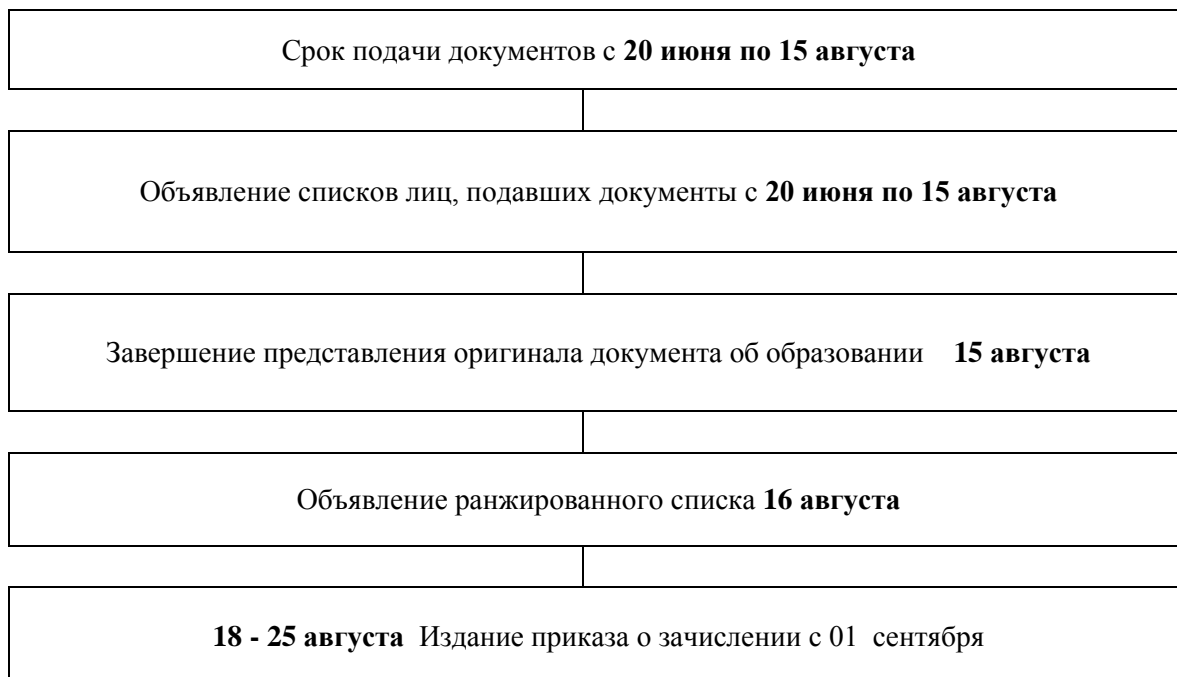 Срок подачи документов с 20 июня по 15 августа
Объявление списков лиц, подавших документы с 20 июня по 15 августа
Завершение представления оригинала документа об образовании 15 августа
Объявление ранжированного списка 16 августа
18 - 25 августа Издание приказа о зачислении с 01 сентября